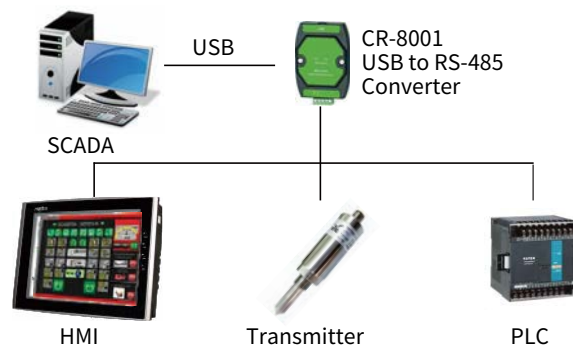 USB
CR-8001
USB to RS-485
Converter
SCADA
HMI
Transmitter
PLC